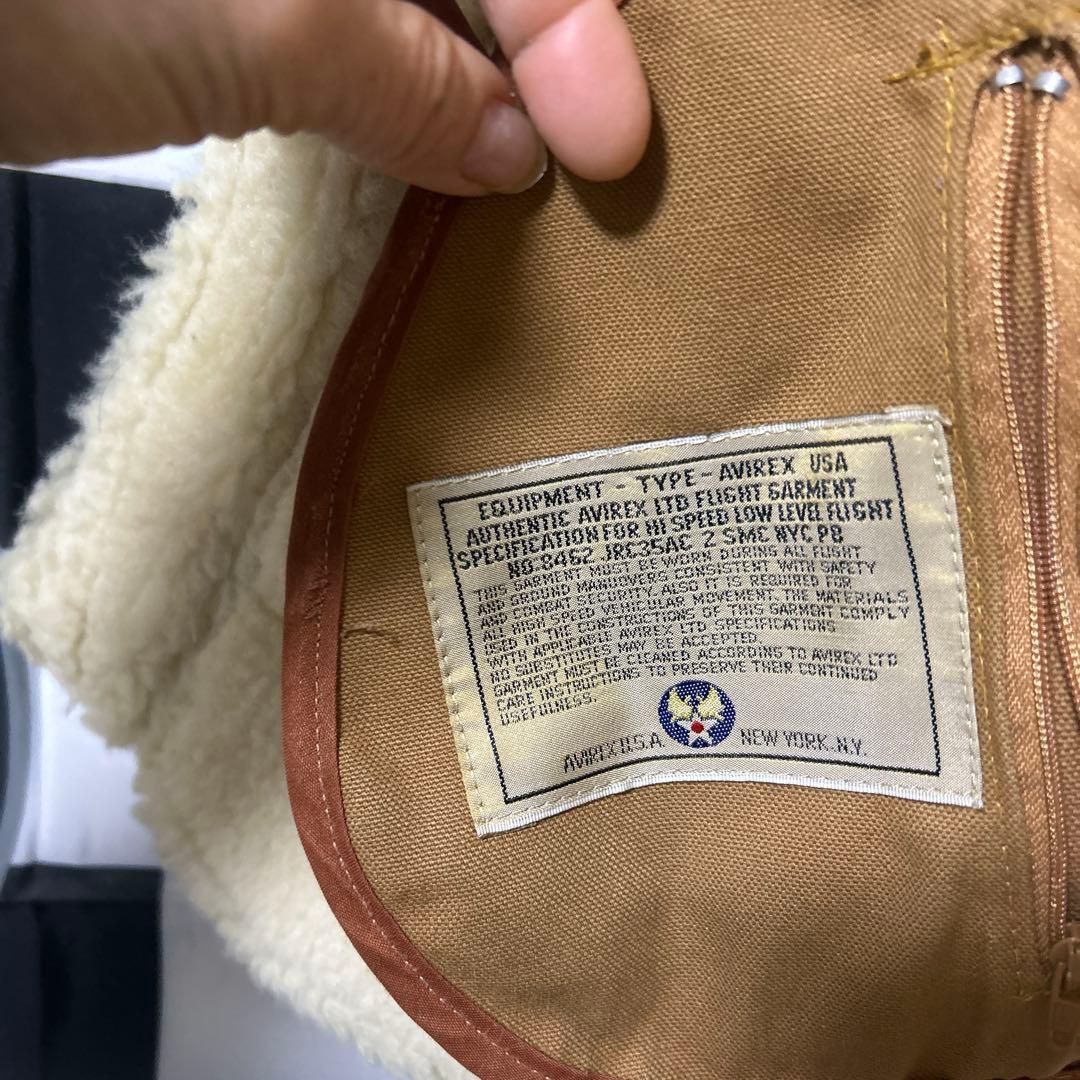 EQUIPMENT - TYPE - AVIREX USA
AUTHENTIC AVIREX LTD FLIGHT GARMENT
SPECIFICATION FOR HI SPEED LOW LEVEL FLIGHT
NO. 8462 JRC35AC 2 SMC NYC PB
THIS GARMENT MUST BE WORN DURING ALL FLIGHT
AND GROUND MANUOVERS CONSISTENT WITH SAFETY
AND COMBAT SECURITY. ALSO IT IS REQUIRED FOR
ALL HIGH SPEED VEHICULAR MOVEMENT. THE MATERIALS
USED IN THE CONSTRUCTIONS OF THIS GARMENT COMPLY
WITH APPLICABLE AVIREX LTD. SPECIFICATIONS
NO SUBSTITUTES MAY BE ACCEPTED
GARMENT MUST BE CLEANED ACCORDING TO AVIREX LTD
CARE INSTRUCTIONS TO PRESERVE THEIR CONTINUED
USEFULNESS.
AVIREX U.S.A. NEW YORK. N.Y.